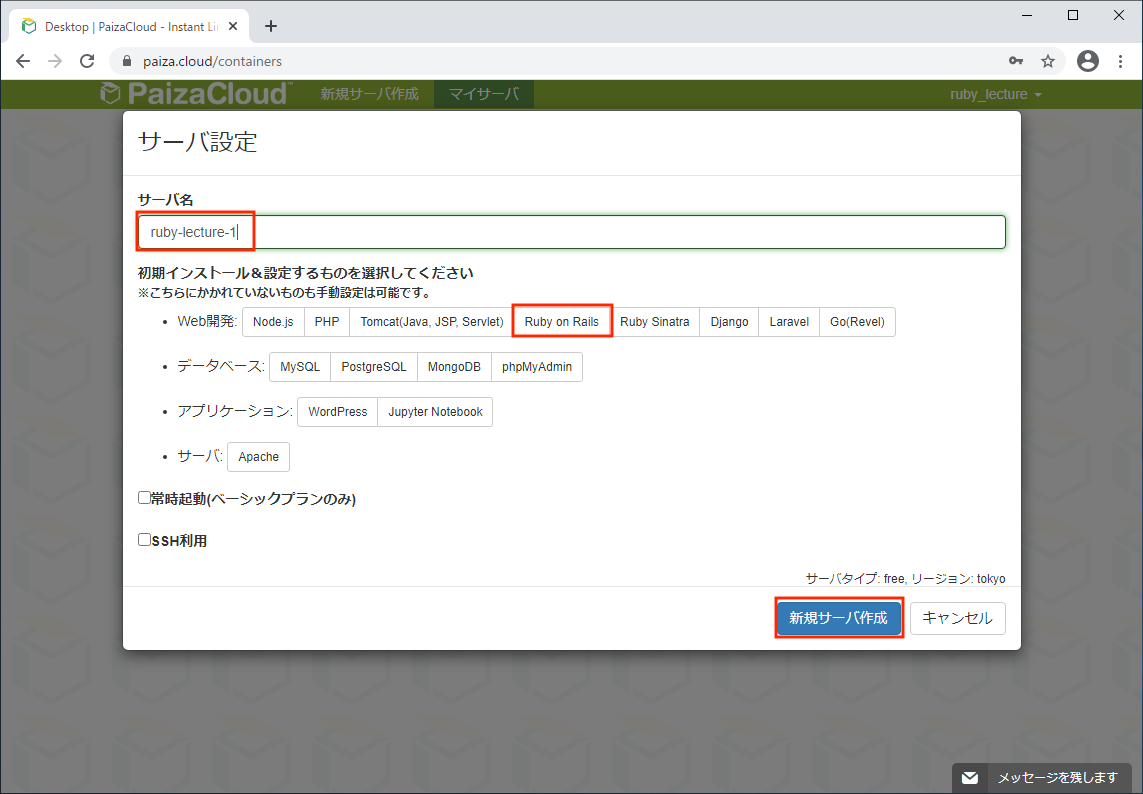 Desktop | PaizaCloud - Instant Li
paiza.cloud/containers
PaizaCloud 新規サーバ作成 マイサーバ ruby_lecture
サーバ設定
サーバ名
ruby-lecture-1
初期インストール＆設定するものを選択してください
※こちらにかかれていないものも手動設定は可能です。
• Web開発: Node.js PHP Tomcat(Java, JSP, Servlet) Ruby on Rails Ruby Sinatra Django Laravel Go(Revel)
• データベース: MySQL PostgreSQL MongoDB phpMyAdmin
• アプリケーション: WordPress Jupyter Notebook
• サーバ: Apache
常時起動(ベーシックプランのみ)
SSH利用
サーバタイプ: free, リージョン: tokyo
新規サーバ作成 キャンセル
メッセージを残します